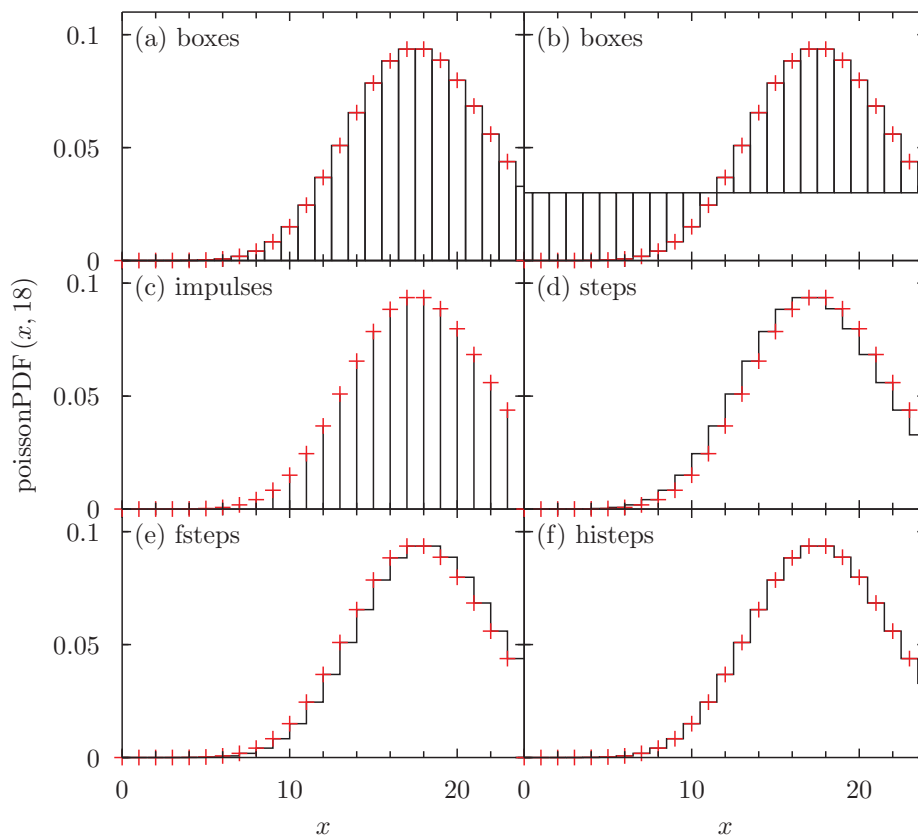 0.1
(a) boxes
(b) boxes
0.05
0
0.1
(c) impulses
(d) steps
poissonPDF (x, 18)
0.05
0
0.1
(e) fsteps
(f) histeps
0.05
0
0 10 20 0 10 20
x x